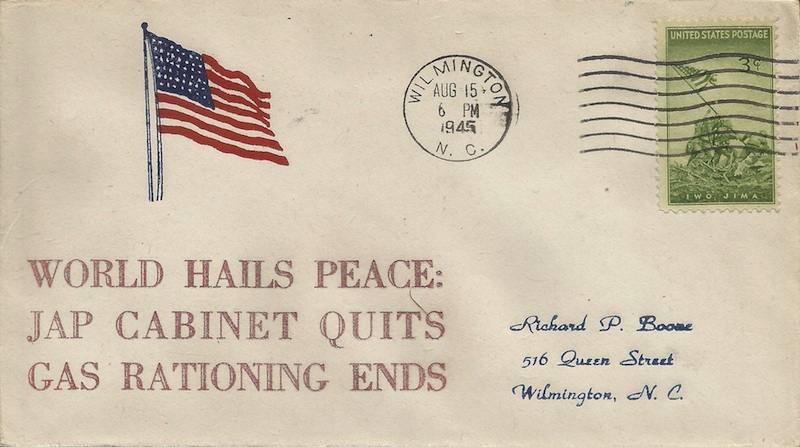 UNITED STATES POSTAGE
3¢
IWO JIMA
WILMINGTON
AUG 15
6 PM
1945
N. C.
WORLD HAILS PEACE:
JAP CABINET QUITS
GAS RATIONING ENDS
Richard P. Boone
516 Queen Street
Wilmington, N. C.